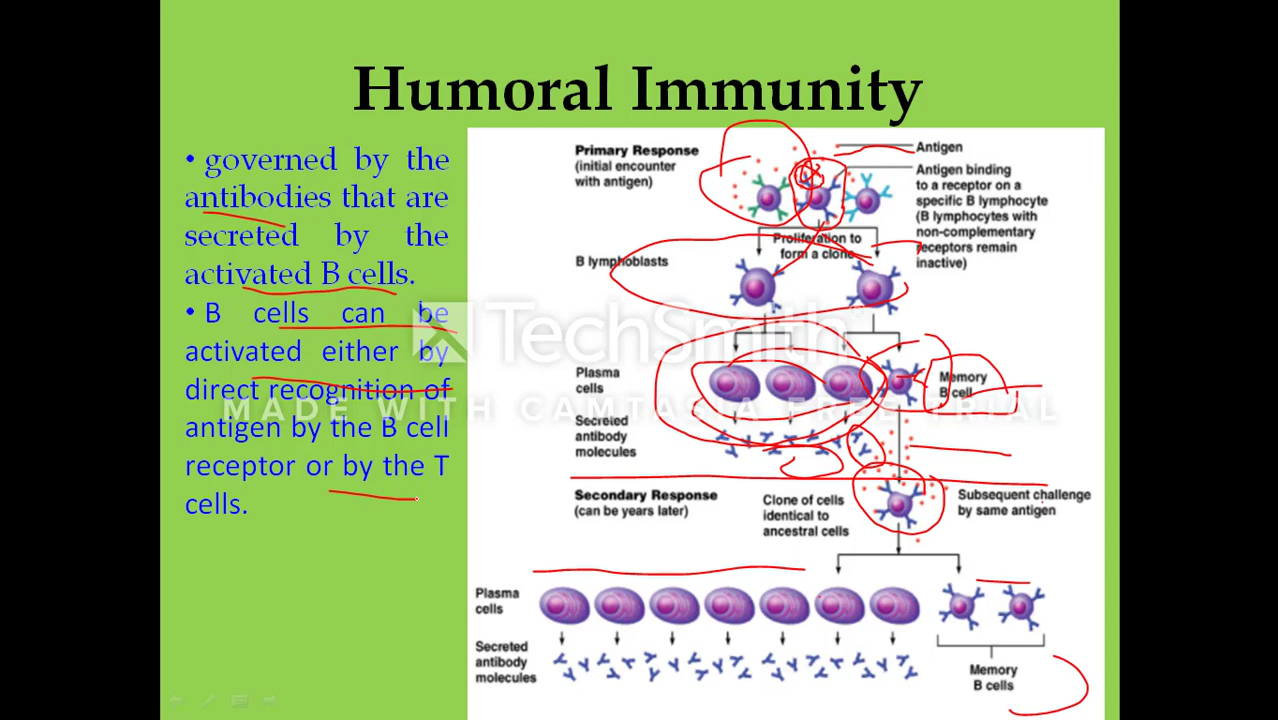 Humoral Immunity
• governed by the
antibodies that are
secreted by the
activated B cells.
• B cells can be
activated either by
direct recognition of
antigen by the B cell
receptor or by the T
cells.
Primary Response
(initial encounter
with antigen)
Antigen
Antigen binding
to a receptor on a
specific B lymphocyte
(B lymphocytes with
non-complementary
receptors remain
inactive)
Proliferation to
form a clone
B lymphoblasts
TechSmith
MADE WITH CAMTASIA FREE TRIAL
Plasma
cells
Memory
B cell
Secreted
antibody
molecules
Secondary Response
(can be years later)
Clone of cells
identical to
ancestral cells
Subsequent challenge
by same antigen
Plasma
cells
Secreted
antibody
molecules
Memory
B cells